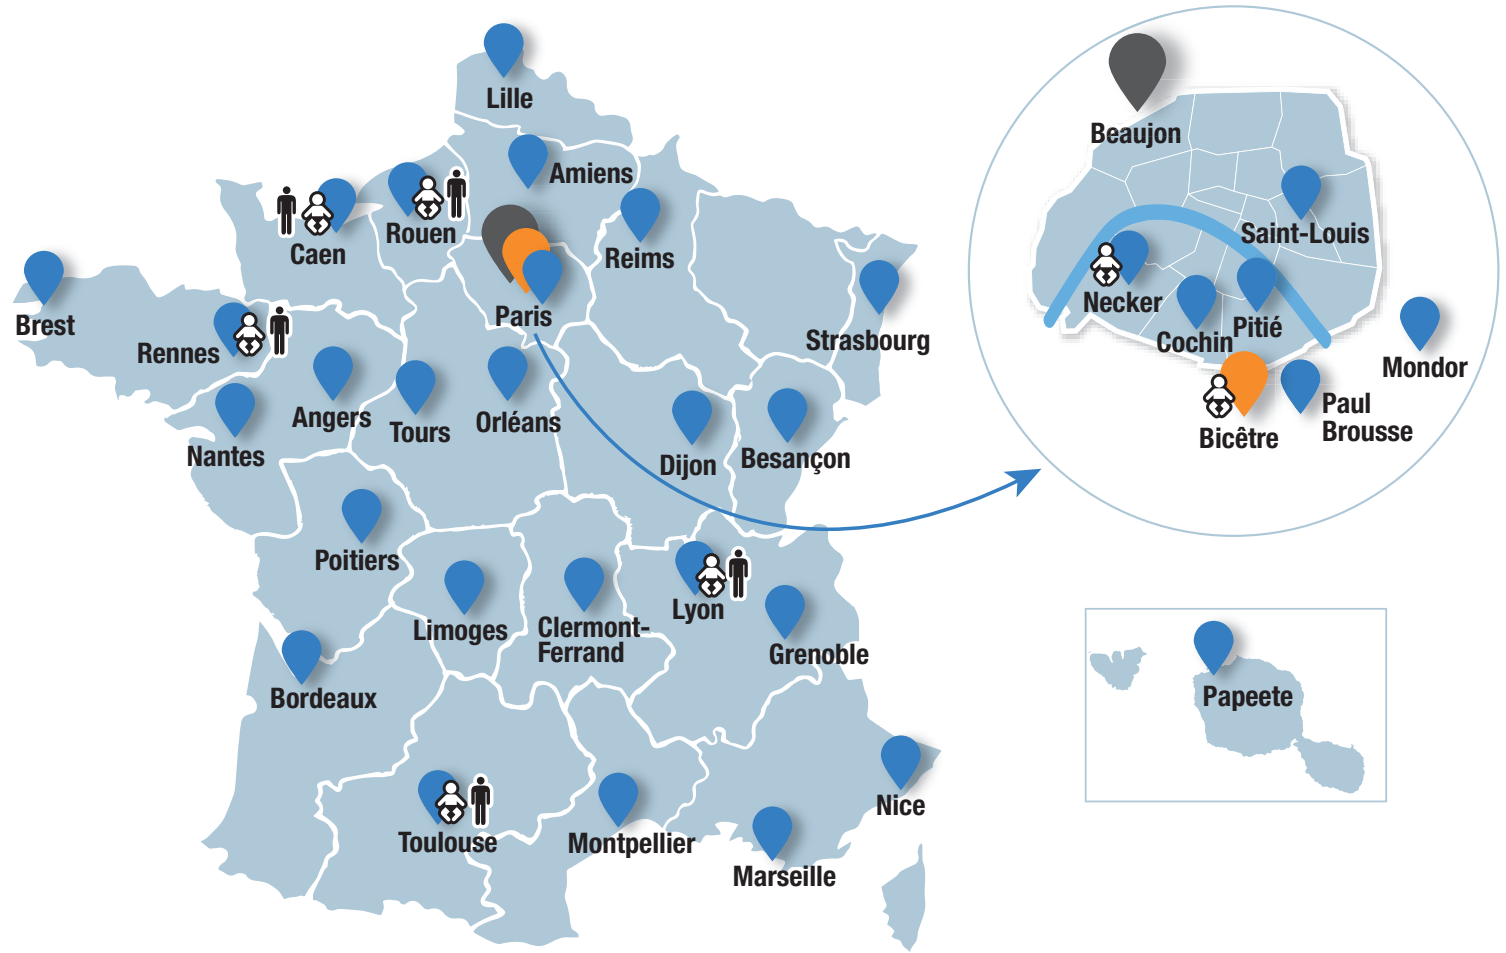 Lille
Amiens
Caen
Rouen
Reims
Brest
Paris
Rennes
Strasbourg
Angers
Tours
Orléans
Nantes
Dijon
Besançon
Poitiers
Limoges
Clermont-
Ferrand
Lyon
Grenoble
Bordeaux
Toulouse
Montpellier
Marseille
Nice
Beaujon
Saint-Louis
Necker
Cochin
Pitié
Mondor
Bicêtre
Paul
Brousse
Papeete